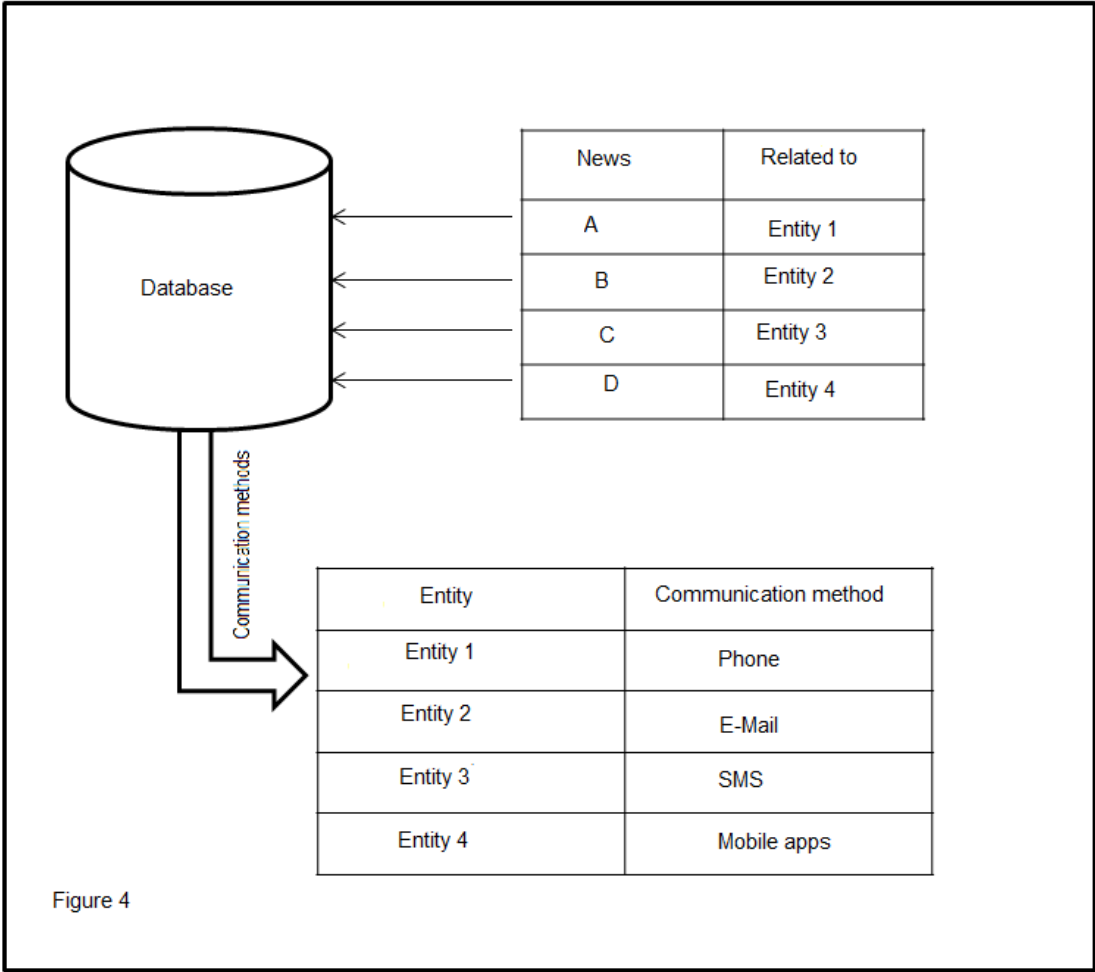 News Related to
A Entity 1
B Entity 2
C Entity 3
D Entity 4
Database
Communication methods
Entity Communication method
Entity 1 Phone
Entity 2 E-Mail
Entity 3 SMS
Entity 4 Mobile apps
Figure 4